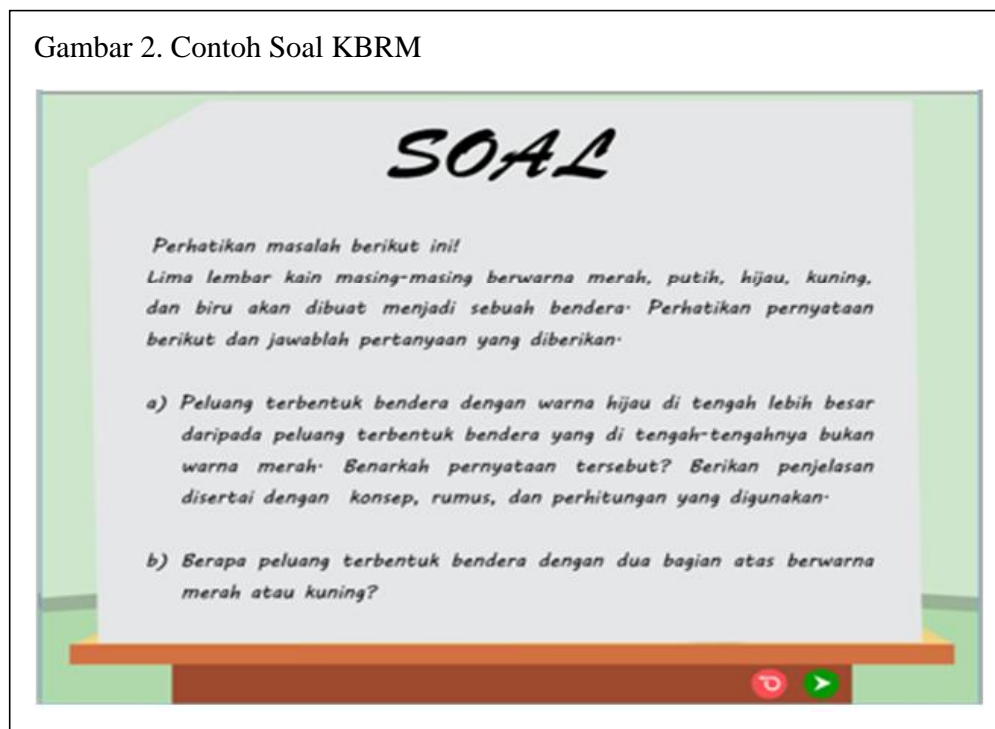 Gambar 2. Contoh Soal KBRM
SOAL
Perhatikan masalah berikut ini!
Lima lembar kain masing-masing berwarna merah, putih, hijau, kuning,
dan biru akan dibuat menjadi sebuah bendera. Perhatikan pernyataan
berikut dan jawablah pertanyaan yang diberikan.
a) Peluang terbentuk bendera dengan warna hijau di tengah lebih besar
daripada peluang terbentuk bendera yang di tengah-tengahnya bukan
warna merah. Benarkah pernyataan tersebut? Berikan penjelasan
disertai dengan konsep, rumus, dan perhitungan yang digunakan.
b) Berapa peluang terbentuk bendera dengan dua bagian atas berwarna
merah atau kuning?